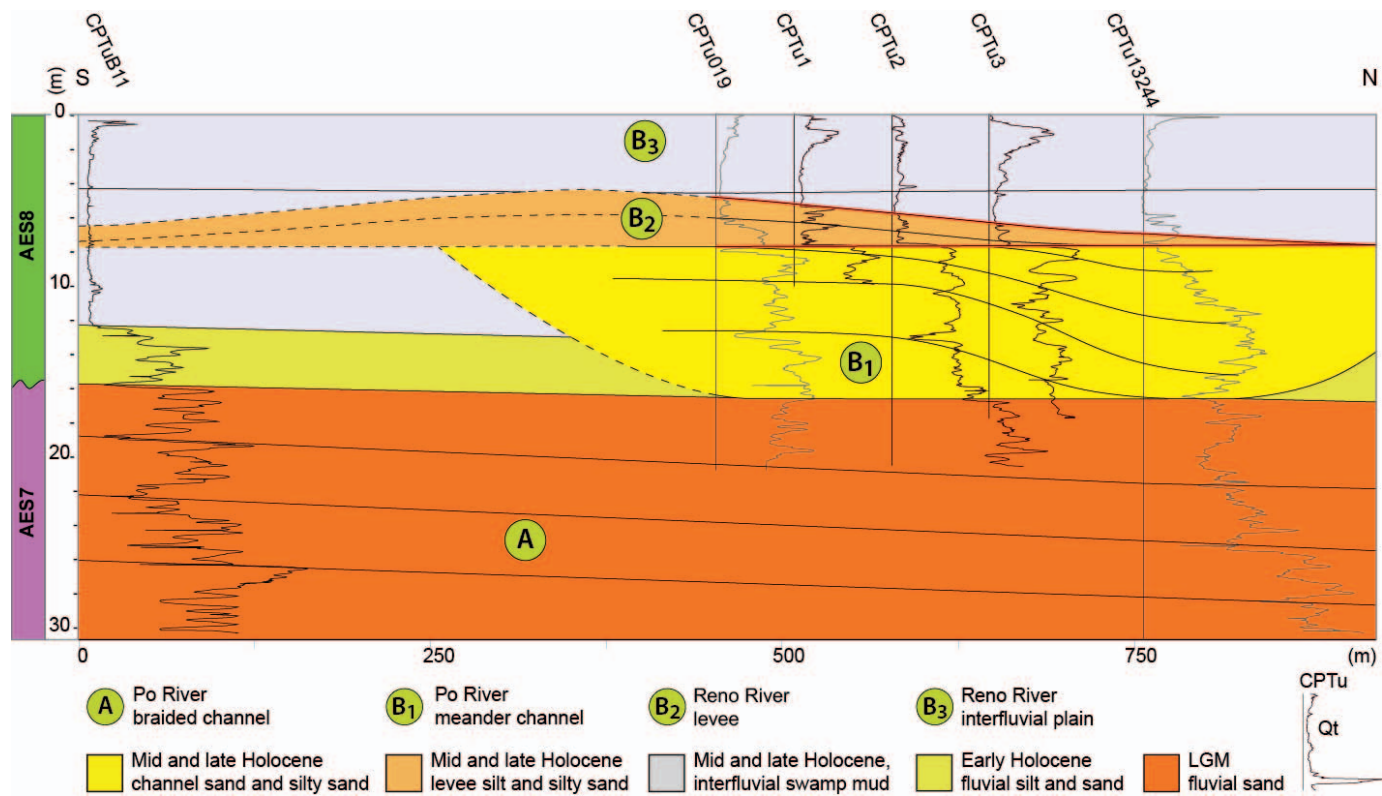 CPTuB11
CPTu019
CPTu1
CPTu2
CPTu3
CPTu13244
(m)
S
N
0
10
20
30
AES8
AES7
B3
B2
B1
A
0
250
500
750
(m)
A Po River
braided channel
B1 Po River
meander channel
B2 Reno River
levee
B3 Reno River
interfluvial plain
CPTu
Qt
Mid and late Holocene
channel sand and silty sand
Mid and late Holocene
levee silt and silty sand
Mid and late Holocene,
interfluvial swamp mud
Early Holocene
fluvial silt and sand
LGM
fluvial sand